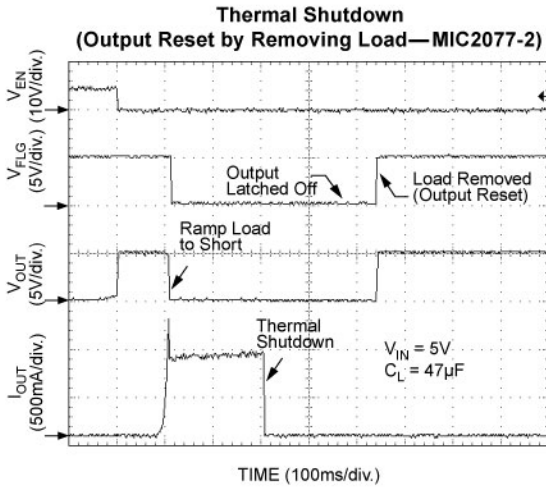 Thermal Shutdown
(Output Reset by Removing Load—MIC2077-2)
VEN
(10V/div.)
VFLG
(5V/div.)
Output
Latched Off
Load Removed
(Output Reset)
Ramp Load
to Short
VOUT
(5V/div.)
Thermal
Shutdown
VIN = 5V
CL = 47µF
IOUT
(500mA/div.)
TIME (100ms/div.)